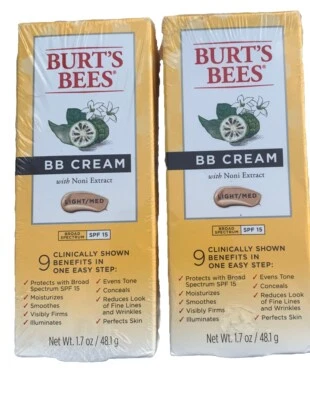 BURT'S
BEES®
BB CREAM
with Noni Extract
LIGHT/MED
BROAD
SPECTRUM
SPF 15
9 CLINICALLY SHOWN
BENEFITS IN
ONE EASY STEP:
✓ Protects with Broad
Spectrum SPF 15
✓ Moisturizes
✓ Smoothes
✓ Visibly Firms
✓ Illuminates
✓ Evens Tone
✓ Conceals
✓ Reduces Look
of Fine Lines
and Wrinkles
✓ Perfects Skin
Net Wt. 1.7 oz / 48.1 g
BURT'S
BEES®
BB CREAM
with Noni Extract
LIGHT/MED
BROAD
SPECTRUM
SPF 15
9 CLINICALLY SHOWN
BENEFITS IN
ONE EASY STEP:
✓ Protects with Broad
Spectrum SPF 15
✓ Moisturizes
✓ Smoothes
✓ Visibly Firms
✓ Illuminates
✓ Evens Tone
✓ Conceals
✓ Reduces Look
of Fine Lines
and Wrinkles
✓ Perfects Skin
Net Wt. 1.7 oz / 48.1 g